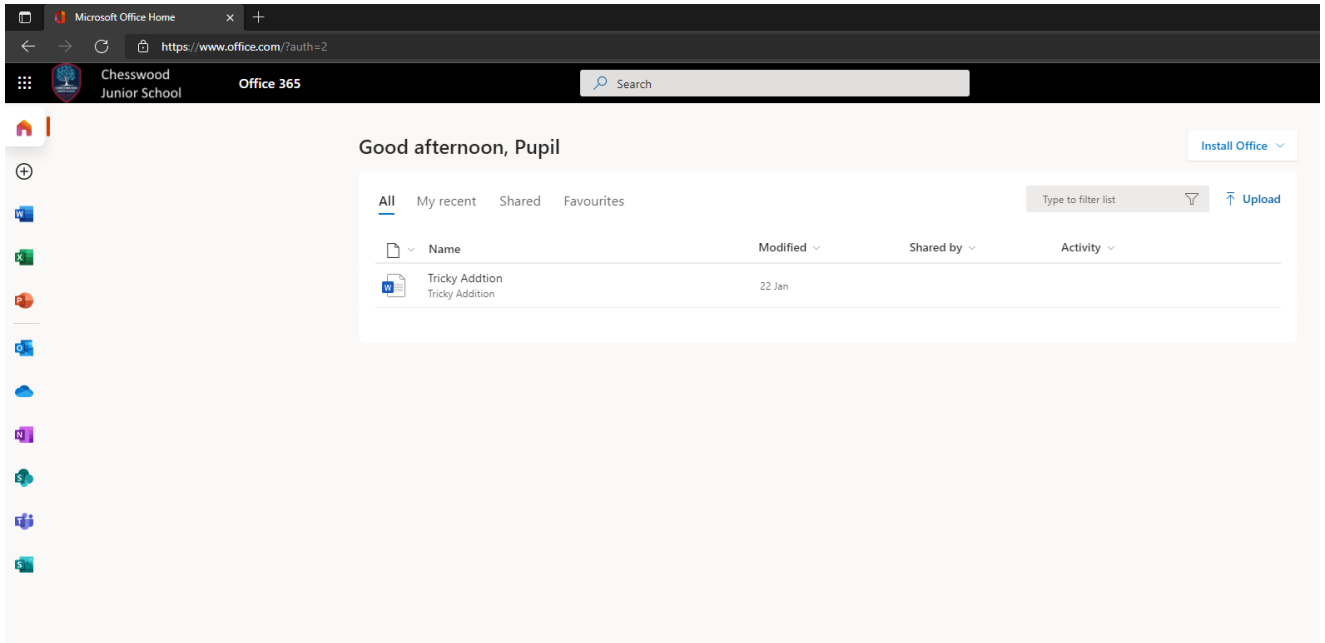 Microsoft Office Home
https://www.office.com/?auth=2
Chesswood
Junior School
Office 365
Search
Good afternoon, Pupil
Install Office
All My recent Shared Favourites
Type to filter list
Upload
Name Modified Shared by Activity
Tricky Addtion
Tricky Addition
22 Jan